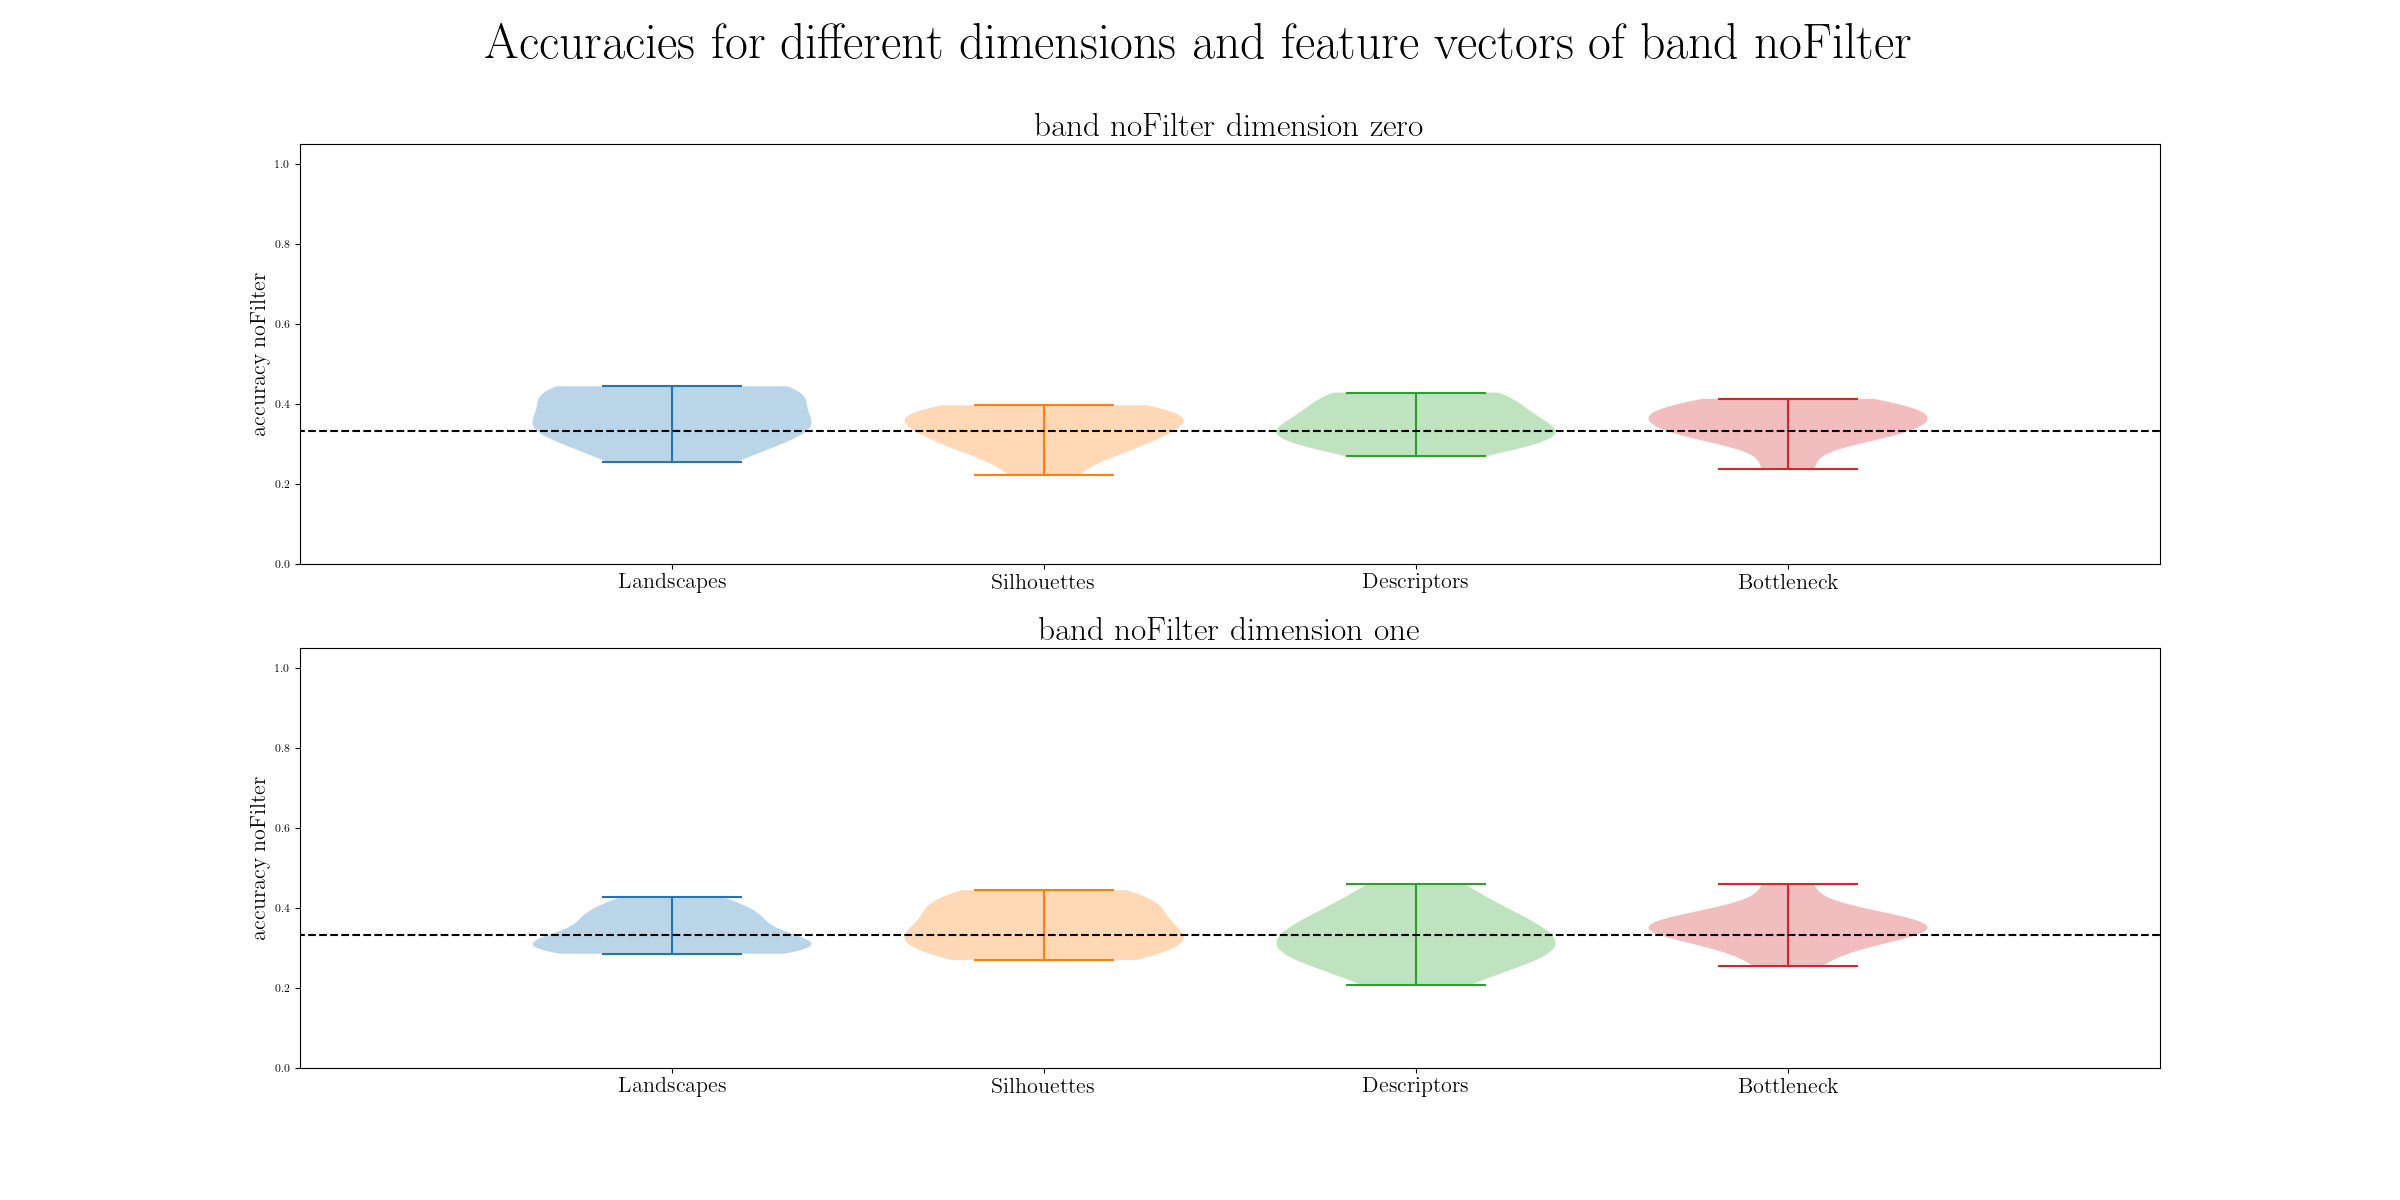 Accuracies for different dimensions and feature vectors of band noFilter
band noFilter dimension zero
accuracy noFilter
1.0
0.8
0.6
0.4
0.2
0.0
Landscapes Silhouettes Descriptors Bottleneck
band noFilter dimension one
accuracy noFilter
1.0
0.8
0.6
0.4
0.2
0.0
Landscapes Silhouettes Descriptors Bottleneck